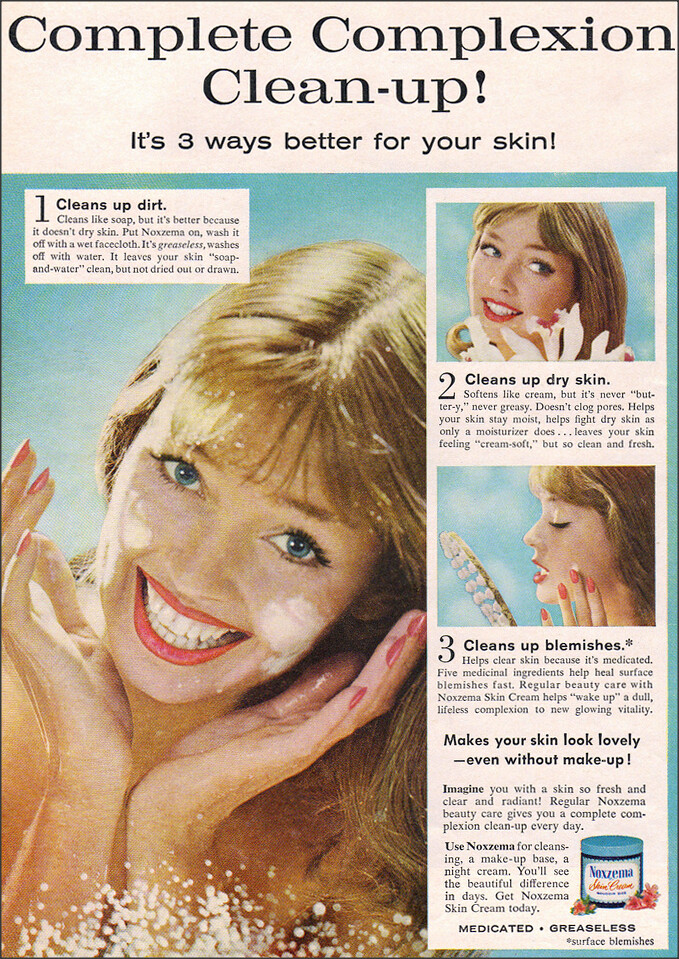 Complete Complexion
Clean-up!
It's 3 ways better for your skin!
1 Cleans up dirt.
Cleans like soap, but it's better because
it doesn't dry skin. Put Noxzema on, wash it
off with a wet facecloth. It's greaseless, washes
off with water. It leaves your skin "soap-
and-water" clean, but not dried out or drawn.
2 Cleans up dry skin.
Softens like cream, but it's never "but-
ter-y," never greasy. Doesn't clog pores. Helps
your skin stay moist, helps fight dry skin as
only a moisturizer does ... leaves your skin
feeling "cream-soft," but so clean and fresh.
3 Cleans up blemishes.*
Helps clear skin because it's medicated.
Five medicinal ingredients help heal surface
blemishes fast. Regular beauty care with
Noxzema Skin Cream helps "wake up" a dull,
lifeless complexion to new glowing vitality.
Makes your skin look lovely
—even without make-up!
Imagine you with a skin so fresh and
clear and radiant! Regular Noxzema
beauty care gives you a complete com-
plexion clean-up every day.
Use Noxzema for cleans-
ing, a make-up base, a
night cream. You'll see
the beautiful difference
in days. Get Noxzema
Skin Cream today.
Noxzema
Skin Cream
MEDICATED • GREASELESS
*surface blemishes